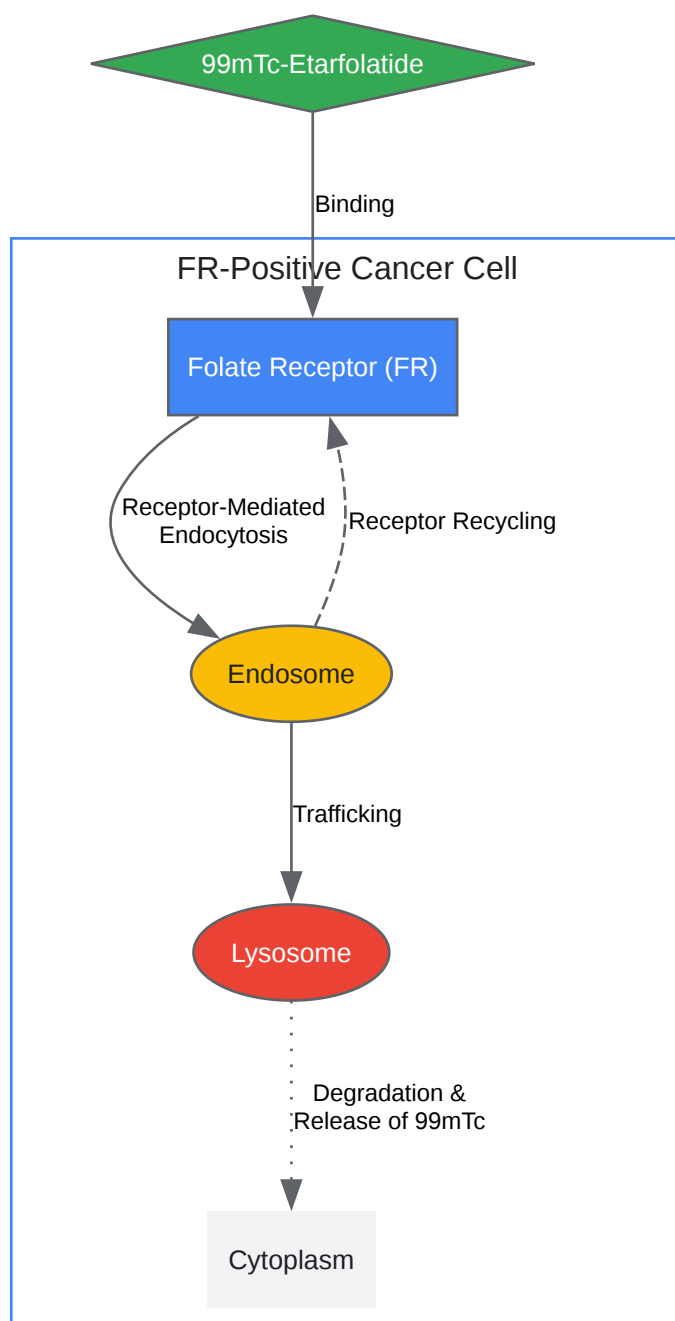 99mTc-Etarfolatide
Binding
FR-Positive Cancer Cell
Folate Receptor (FR)
Receptor-Mediated
Endocytosis
Receptor Recycling
Endosome
Trafficking
Lysosome
Degradation &
Release of 99mTc
Cytoplasm